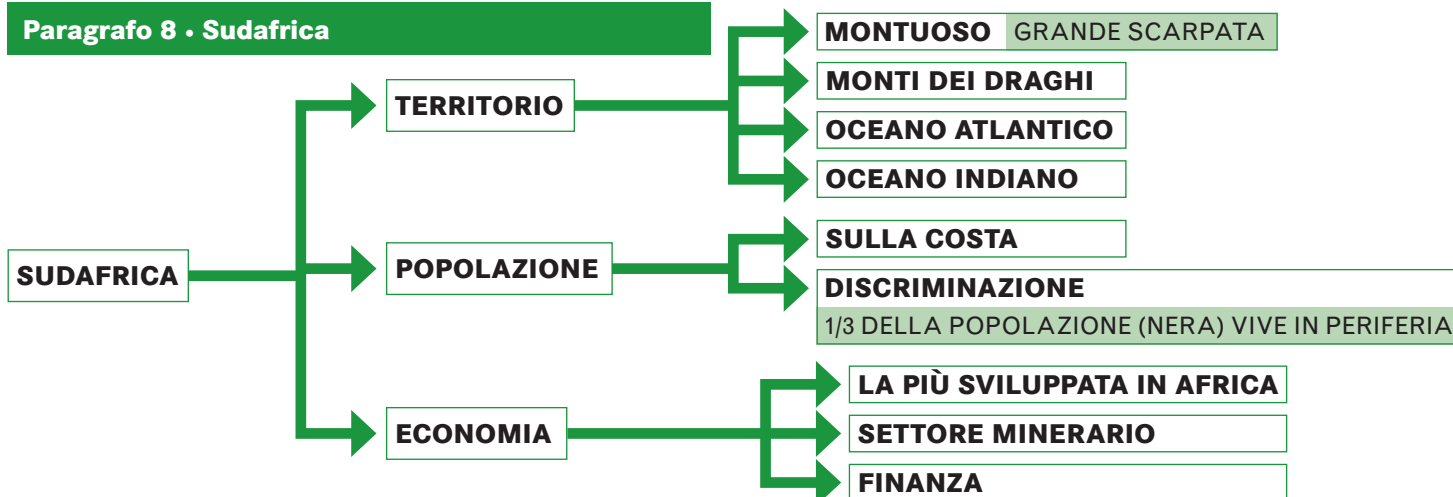 Paragrafo 8 • Sudafrica
SUDAFRICA
TERRITORIO
MONTUOSO GRANDE SCARPATA
MONTI DEI DRAGHI
OCEANO ATLANTICO
OCEANO INDIANO
POPOLAZIONE
SULLA COSTA
DISCRIMINAZIONE
1/3 DELLA POPOLAZIONE (NERA) VIVE IN PERIFERIA
ECONOMIA
LA PIÙ SVILUPPATA IN AFRICA
SETTORE MINERARIO
FINANZA